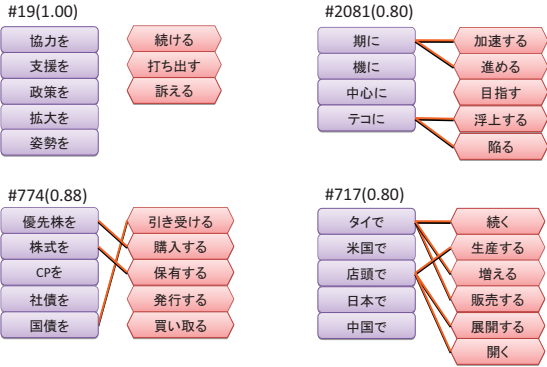 #19(1.00)
協力を
支援を
政策を
拡大を
姿勢を
続ける
打ち出す
訴える
#2081(0.80)
期に
機に
中心に
テコに
加速する
進める
目指す
浮上する
陥る
#774(0.88)
優先株を
株式を
CPを
社債を
国債を
引き受ける
購入する
保有する
発行する
買い取る
#717(0.80)
タイで
米国で
店頭で
日本で
中国で
続く
生産する
増える
販売する
展開する
開く